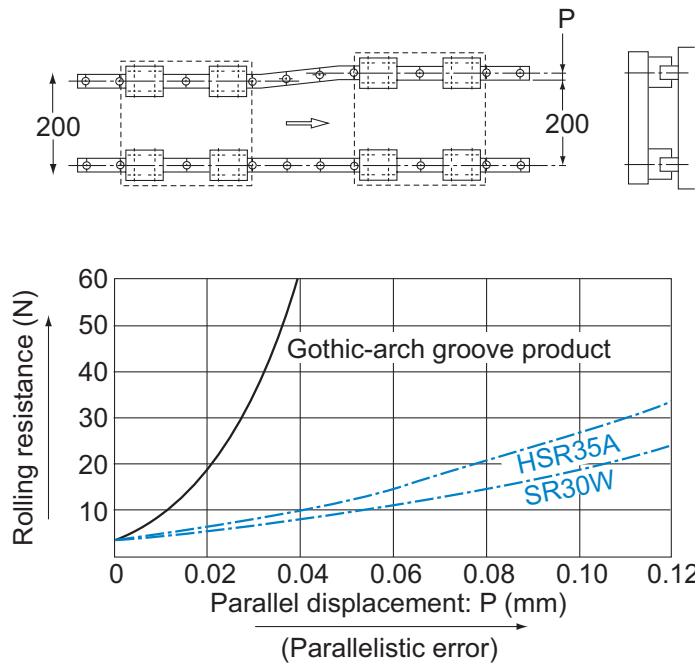 P
200
200
60
50
40
30
20
10
Rolling resistance (N)
Gothic-arch groove product
HSR35A
SR30W
0 0.02 0.04 0.06 0.08 0.10 0.12
Parallel displacement: P (mm)
(Parallelistic error)